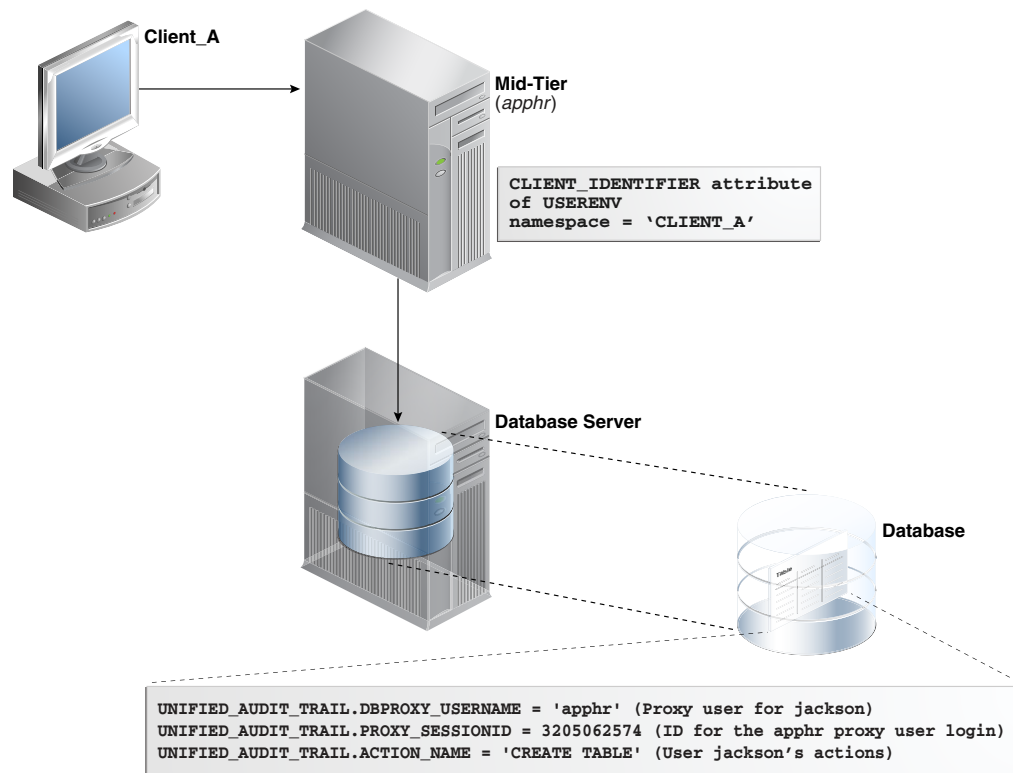 Client_A
Mid-Tier
(apphr)
CLIENT_IDENTIFIER attribute
of USERENV
namespace = ‘CLIENT_A’
Database Server
Database
Table
UNIFIED_AUDIT_TRAIL.DBPROXY_USERNAME = 'apphr' (Proxy user for jackson)
UNIFIED_AUDIT_TRAIL.PROXY_SESSIONID = 3205062574 (ID for the apphr proxy user login)
UNIFIED_AUDIT_TRAIL.ACTION_NAME = 'CREATE TABLE' (User jackson's actions)